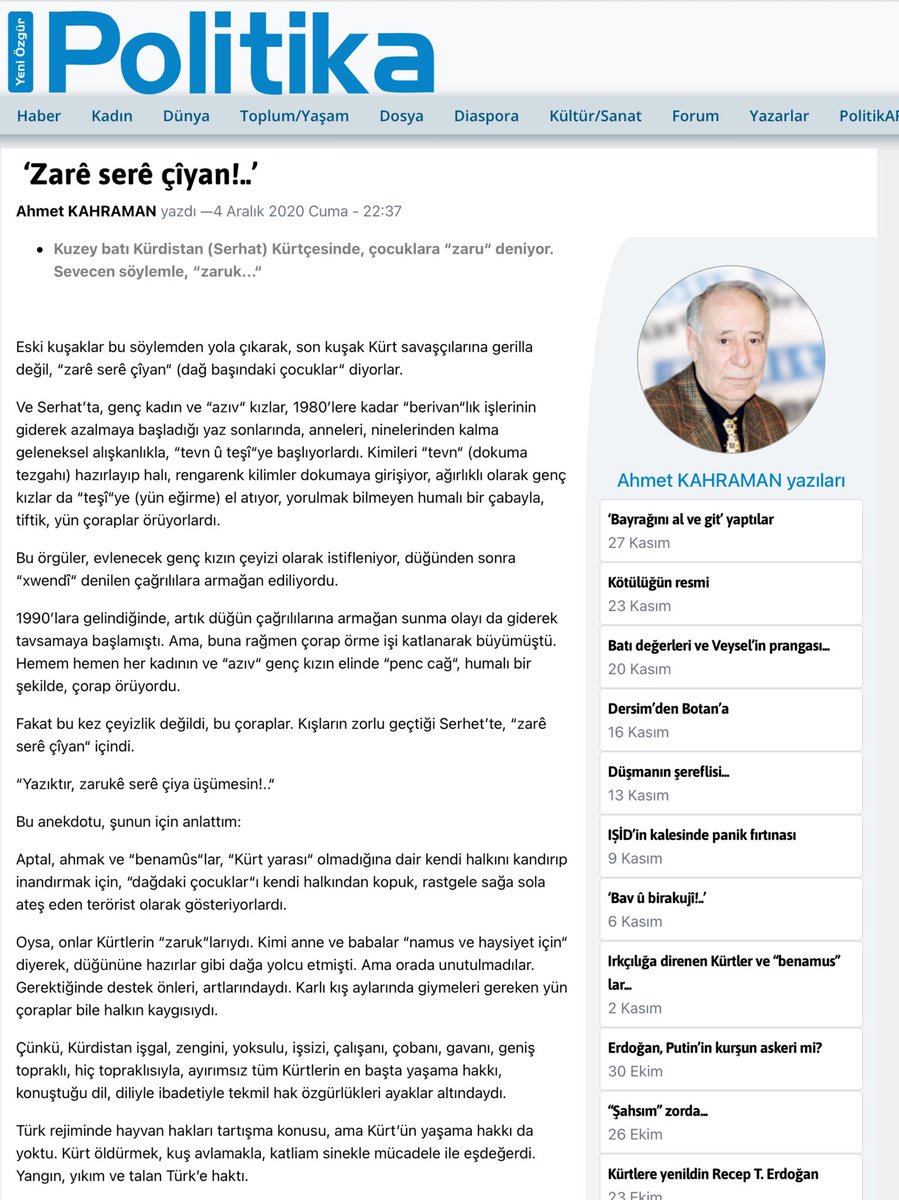 Yeni Özgür
Politika
Haber Kadın Dünya Toplum/Yaşam Dosya Diaspora Kültür/Sanat Forum Yazarlar PolitikAR
‘Zarê serê çîyan!..’
Ahmet KAHRAMAN yazdı —4 Aralık 2020 Cuma - 22:37
• Kuzey batı Kürdistan (Serhat) Kürtçesinde, çocuklara “zaru“ deniyor.
Sevecen söylemle, “zaruk...“
Eski kuşaklar bu söylemden yola çıkarak, son kuşak Kürt savaşçılarına gerilla
değil, “zarê serê çîyan“ (dağ başındaki çocuklar“ diyorlar.
Ve Serhat’ta, genç kadın ve “azıv“ kızlar, 1980’lere kadar “berivan“lık işlerinin
giderek azalmaya başladığı yaz sonlarında, anneleri, ninelerinden kalma
geleneksel alışkanlıkla, “tevn û teşî“ye başlıyorlardı. Kimileri “tevn“ (dokuma
tezgahı) hazırlayıp halı, rengarenk kilimler dokumaya girişiyor, ağırlıklı olarak genç
kızlar da “teşî“ye (yün eğirme) el atıyor, yorulmak bilmeyen humalı bir çabayla,
tiftik, yün çoraplar örüyorlardı.
Bu örgüler, evlenecek genç kızın çeyizi olarak istifleniyor, düğünden sonra
“xwendî“ denilen çağrılılara armağan ediliyordu.
1990’lara gelindiğinde, artık düğün çağrılılarına armağan sunma olayı da giderek
tavsamaya başlamıştı. Ama, buna rağmen çorap örme işi katlanarak büyümüştü.
Hemem hemen her kadının ve “azıv“ genç kızın elinde “penc cağ“, humalı bir
şekilde, çorap örüyordu.
Fakat bu kez çeyizlik değildi, bu çoraplar. Kışların zorlu geçtiği Serhet’te, “zarê
serê çîyan“ içindi.
“Yazıktır, zarukê serê çiya üşümesin!..“
Bu anekdotu, şunun için anlattım:
Aptal, ahmak ve “benamûs“lar, “Kürt yarası“ olmadığına dair kendi halkını kandırıp
inandırmak için, “dağdaki çocuklar“ı kendi halkından kopuk, rastgele sağa sola
ateş eden terörist olarak gösteriyorlardı.
Oysa, onlar Kürtlerin “zaruk“larıydı. Kimi anne ve babalar “namus ve haysiyet için“
diyerek, düğününe hazırlar gibi dağa yolcu etmişti. Ama orada unutulmadılar.
Gerektiğinde destek önleri, artlarındaydı. Karlı kış aylarında giymeleri gereken yün
çoraplar bile halkın kaygısıydı.
Çünkü, Kürdistan işgal, zengini, yoksulu, işsizi, çalışanı, çobanı, gavanı, geniş
topraklı, hiç topraklısıyla, ayırımsız tüm Kürtlerin en başta yaşama hakkı,
konuştuğu dil, diliyle ibadetiyle tekmil hak özgürlükleri ayaklar altındaydı.
Türk rejiminde hayvan hakları tartışma konusu, ama Kürt’ün yaşama hakkı da
yoktu. Kürt öldürmek, kuş avlamakla, katliam sinekle mücadele ile eşdeğerdi.
Yangın, yıkım ve talan Türk’e haktı.
Ahmet KAHRAMAN yazıları
‘Bayrağını al ve git’ yaptılar
27 Kasım
Kötülüğün resmi
23 Kasım
Batı değerleri ve Veysel’in prangası...
20 Kasım
Dersim’den Botan’a
16 Kasım
Düşmanın şereflisi...
13 Kasım
IŞİD’in kalesinde panik fırtınası
9 Kasım
‘Bav û birakujî!..’
6 Kasım
Irkçılığa direnen Kürtler ve “benamus”
lar...
2 Kasım
Erdoğan, Putin’in kurşun askeri mi?
30 Ekim
“Şahsım” zorda...
26 Ekim
Kürtlere yenildin Recep T. Erdoğan
23 Ekim